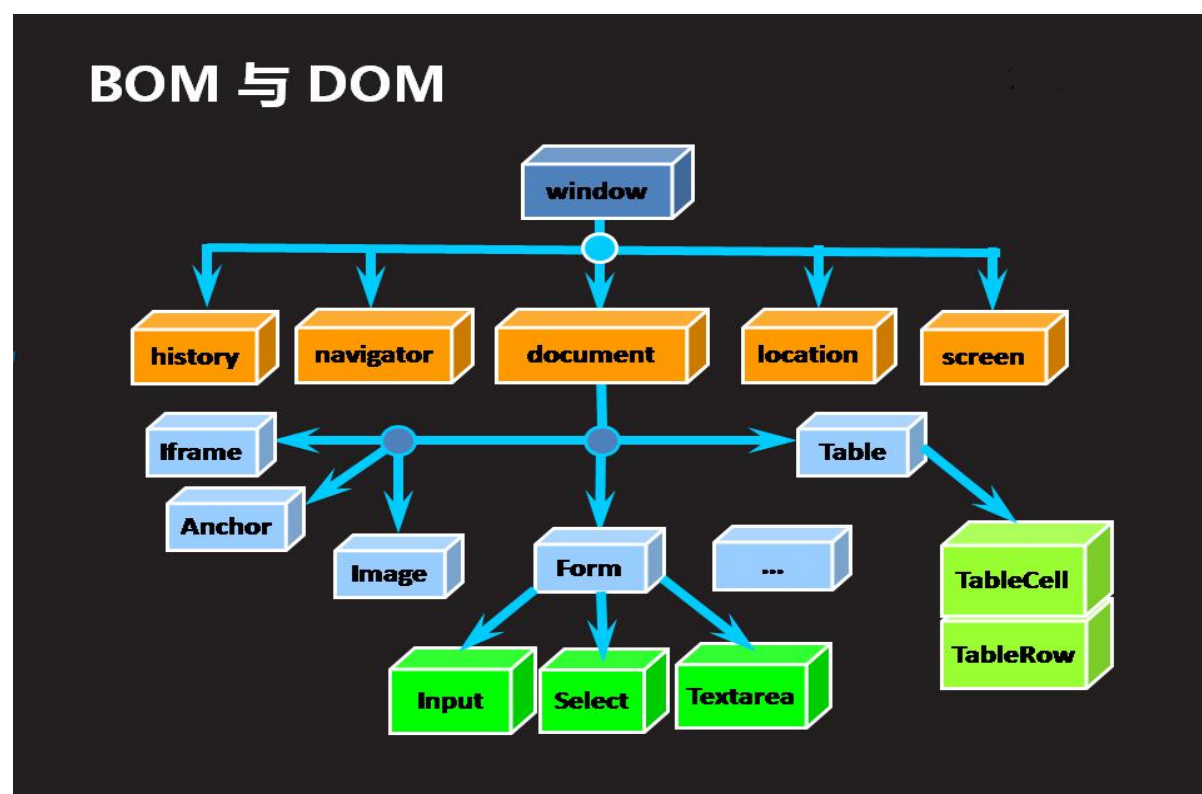 BOM 与 DOM
window
history
navigator
document
location
screen
Iframe
Table
Anchor
Image
Form
...
TableCell
TableRow
Input
Select
Textarea